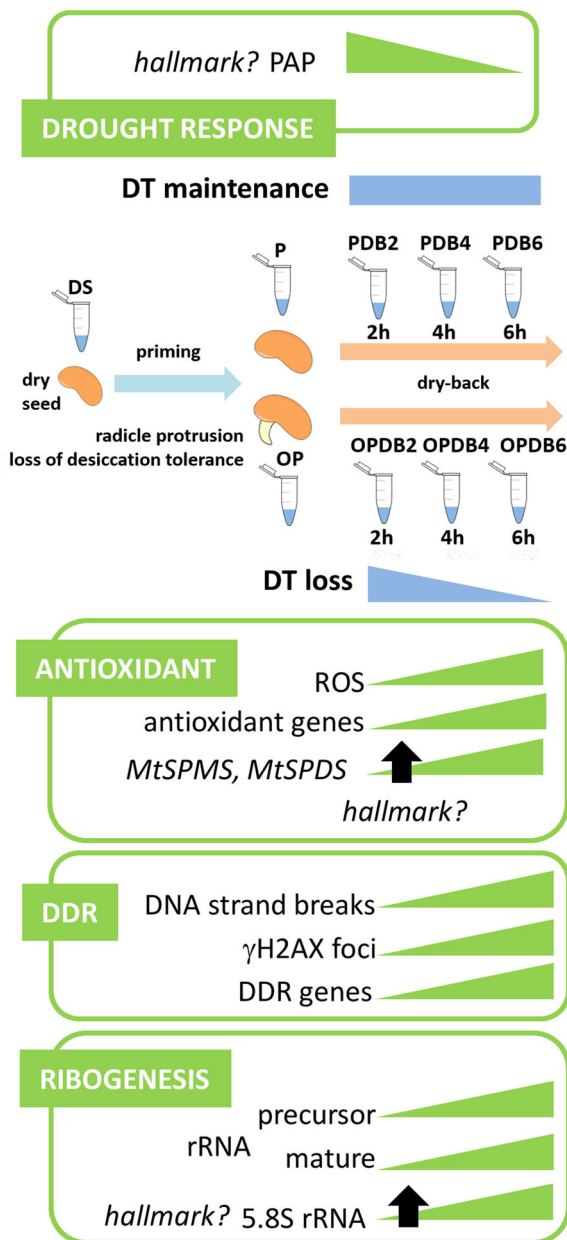 hallmark? PAP
DROUGHT RESPONSE
DT maintenance
P
PDB2 PDB4 PDB6
DS
2h 4h 6h
priming
dry
seed
dry-back
radicle protrusion
loss of desiccation tolerance
OP
OPDB2 OPDB4 OPDB6
2h 4h 6h
DT loss
ANTIOXIDANT
ROS
antioxidant genes
MtSPMS, MtSPDS
hallmark?
DDR
DNA strand breaks
γH2AX foci
DDR genes
RIBOGENESIS
precursor
rRNA
mature
hallmark? 5.8S rRNA